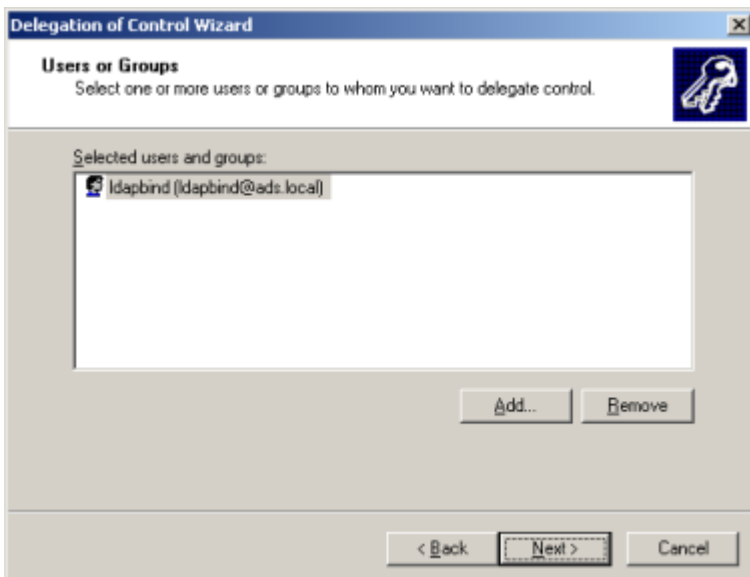 Delegation of Control Wizard
Users or Groups
Select one or more users or groups to whom you want to delegate control.
Selected users and groups:
ldapbind (ldapbind@ads.local)
Add...
Remove
< Back
Next >
Cancel